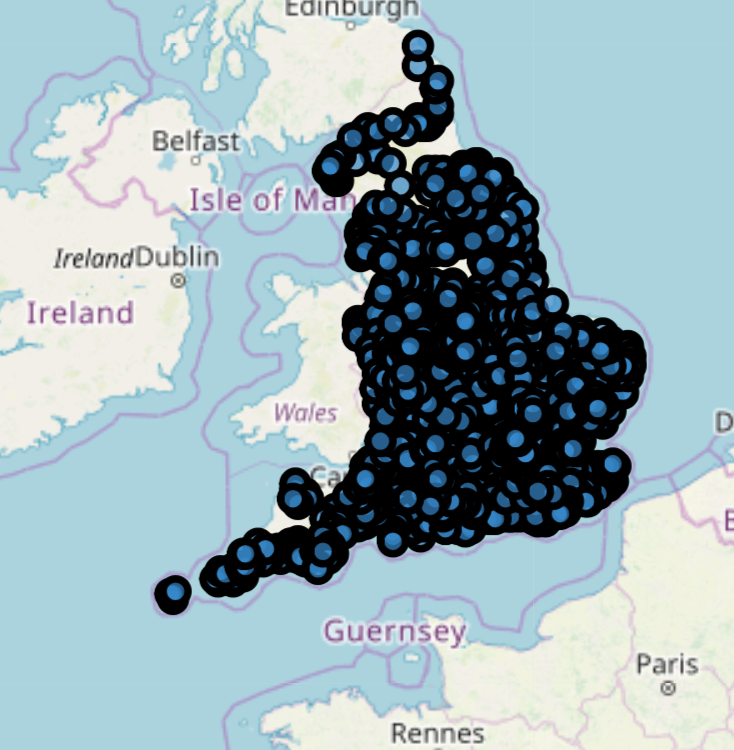 Edinburgh
Belfast
Isle of Man
Ireland Dublin
Ireland
Wales
Guernsey
Paris
Rennes